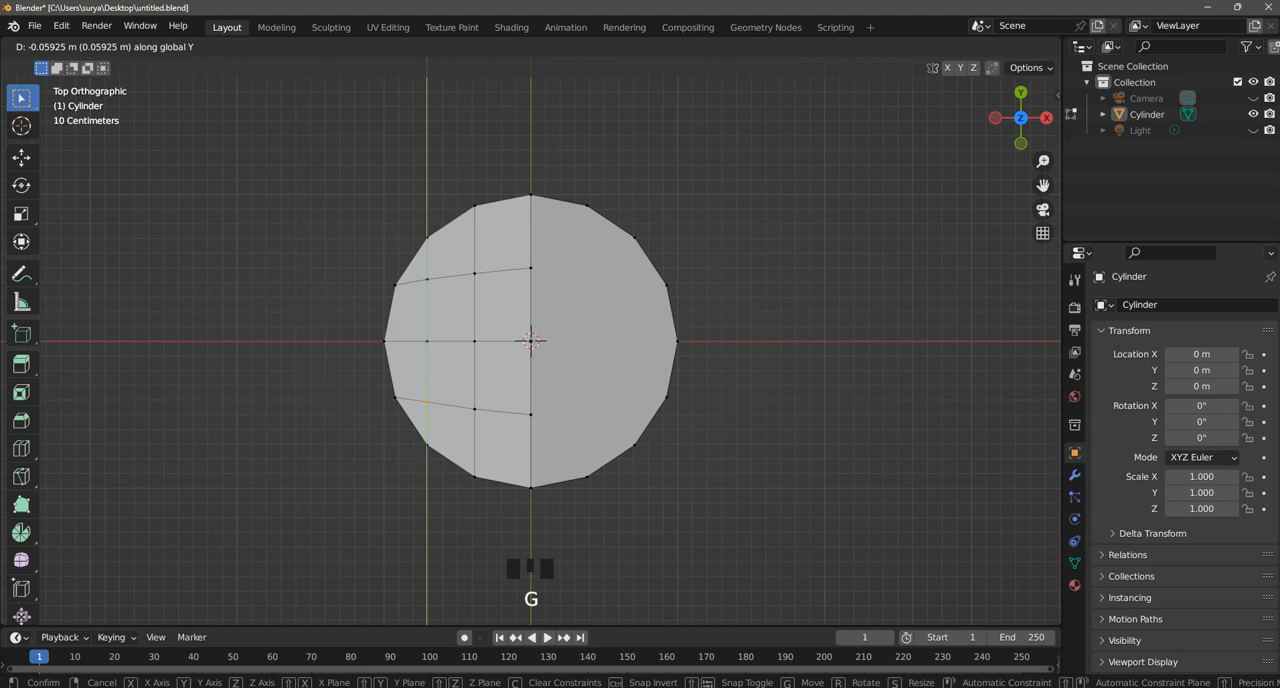 Blender* [C:\Users\surya\Desktop\untitled.blend]
File Edit Render Window Help Layout Modeling Sculpting UV Editing Texture Paint Shading Animation Rendering Compositing Geometry Nodes Scripting + Scene ViewLayer
D: -0.05925 m (0.05925 m) along global Y
X Y Z Options
Top Orthographic
(1) Cylinder
10 Centimeters
Y
Z
X
G
Scene Collection
Collection
Camera
Cylinder
Light
Cylinder
Cylinder
Transform
Location X 0 m
Y 0 m
Z 0 m
Rotation X 0°
Y 0°
Z 0°
Mode XYZ Euler
Scale X 1.000
Y 1.000
Z 1.000
Delta Transform
Relations
Collections
Instancing
Motion Paths
Visibility
Viewport Display
Playback Keying View Marker 1 Start 1 End 250
1 10 20 30 40 50 60 70 80 90 100 110 120 130 140 150 160 170 180 190 200 210 220 230 240 250
Confirm Cancel X X Axis Y Y Axis Z Z Axis X X Plane Y Y Plane Z Z Plane C Clear Constraints Ctrl Snap Invert Snap Toggle G Move R Rotate S Resize Automatic Constraint Automatic Constraint Plane Precision M